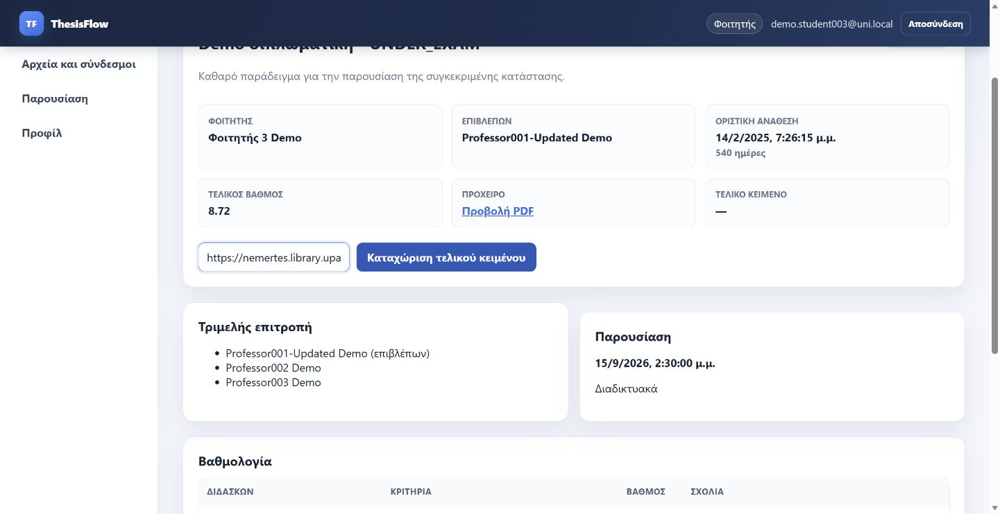 TF ThesisFlow
Φοιτητής demo.student003@uni.local Αποσύνδεση
Αρχεία και σύνδεσμοι
Παρουσίαση
Προφίλ
Demo διπλωματική - UNDER_EXAM
Καθαρό παράδειγμα για την παρουσίαση της συγκεκριμένης κατάστασης.
ΦΟΙΤΗΤΗΣ
Φοιτητής 3 Demo
ΕΠΙΒΛΕΠΩΝ
Professor001-Updated Demo
ΟΡΙΣΤΙΚΗ ΑΝΑΘΕΣΗ
14/2/2025, 7:26:15 μ.μ.
540 ημέρες
ΤΕΛΙΚΟΣ ΒΑΘΜΟΣ
8.72
ΠΡΟΧΕΙΡΟ
Προβολή PDF
ΤΕΛΙΚΟ ΚΕΙΜΕΝΟ
—
https://nemertes.library.upa
Καταχώριση τελικού κειμένου
Τριμελής επιτροπή
• Professor001-Updated Demo (επιβλέπων)
• Professor002 Demo
• Professor003 Demo
Παρουσίαση
15/9/2026, 2:30:00 μ.μ.
Διαδικτυακά
Βαθμολογία
ΔΙΔΑΣΚΩΝ ΚΡΙΤΗΡΙΑ ΒΑΘΜΟΣ ΣΧΟΛΙΑ